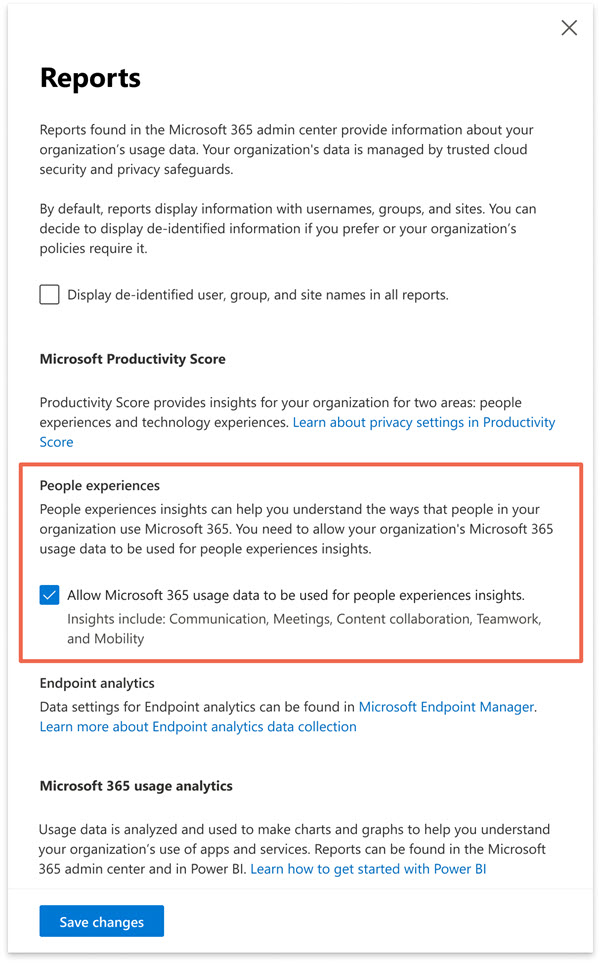 Reports
Reports found in the Microsoft 365 admin center provide information about your
organization’s usage data. Your organization's data is managed by trusted cloud
security and privacy safeguards.
By default, reports display information with usernames, groups, and sites. You can
decide to display de-identified information if you prefer or your organization’s
policies require it.
Display de-identified user, group, and site names in all reports.
Microsoft Productivity Score
Productivity Score provides insights for your organization for two areas: people
experiences and technology experiences. Learn about privacy settings in Productivity
Score
People experiences
People experiences insights can help you understand the ways that people in your
organization use Microsoft 365. You need to allow your organization's Microsoft 365
usage data to be used for people experiences insights.
Allow Microsoft 365 usage data to be used for people experiences insights.
Insights include: Communication, Meetings, Content collaboration, Teamwork,
and Mobility
Endpoint analytics
Data settings for Endpoint analytics can be found in Microsoft Endpoint Manager.
Learn more about Endpoint analytics data collection
Microsoft 365 usage analytics
Usage data is analyzed and used to make charts and graphs to help you understand
your organization’s use of apps and services. Reports can be found in the Microsoft
365 admin center and in Power BI. Learn how to get started with Power BI
Save changes